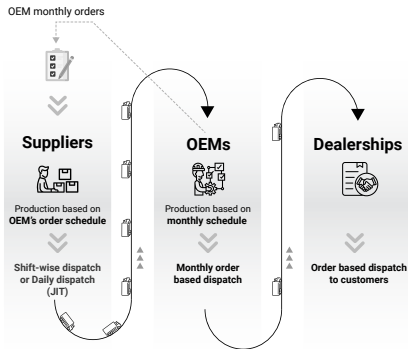 OEM monthly orders
Suppliers
Production based on
OEM's order schedule
Shift-wise dispatch
or Daily dispatch
(JIT)
OEMs
Production based on
monthly schedule
Monthly order
based dispatch
Dealerships
Order based dispatch
to customers